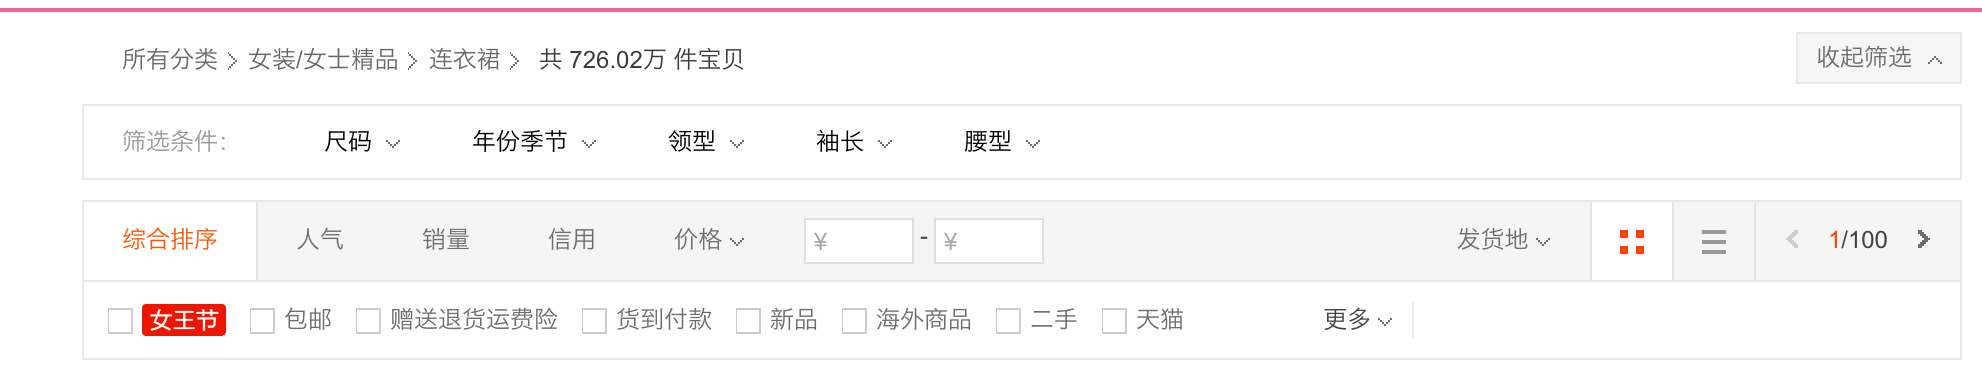 所有分类 > 女装/女士精品 > 连衣裙 > 共 726.02万 件宝贝 收起筛选
筛选条件: 尺码 年份季节 领型 袖长 腰型
综合排序 人气 销量 信用 价格 ¥ - ¥ 发货地 < 1/100 >
女王节 包邮 赠送退货运费险 货到付款 新品 海外商品 二手 天猫 更多